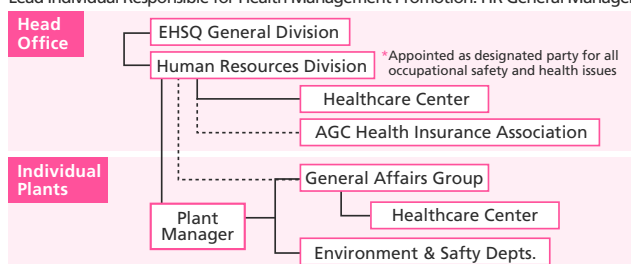 Lead Individual Responsible for Health Management Promotion: HR General Manager
Head
Office
EHSQ General Division
Human Resources Division
*Appointed as designated party for all
occupational safety and health issues
Healthcare Center
AGC Health Insurance Association
Individual
Plants
General Affairs Group
Plant
Manager
Healthcare Center
Environment & Safty Depts.